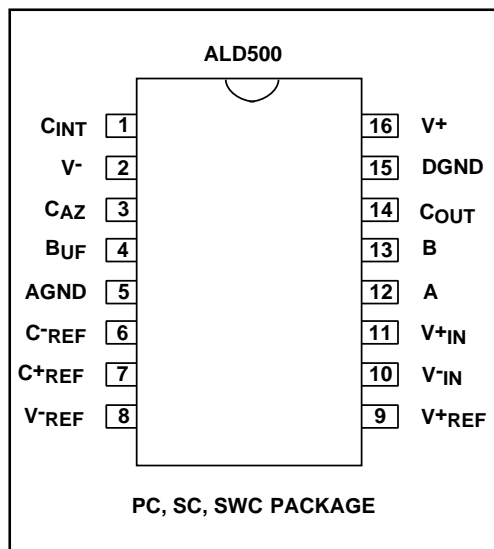 ALD500
CINT 1 16 V+
V- 2 15 DGND
CAZ 3 14 COUT
BUF 4 13 B
AGND 5 12 A
C-REF 6 11 V+IN
C+REF 7 10 V-IN
V-REF 8 9 V+REF
PC, SC, SWC PACKAGE